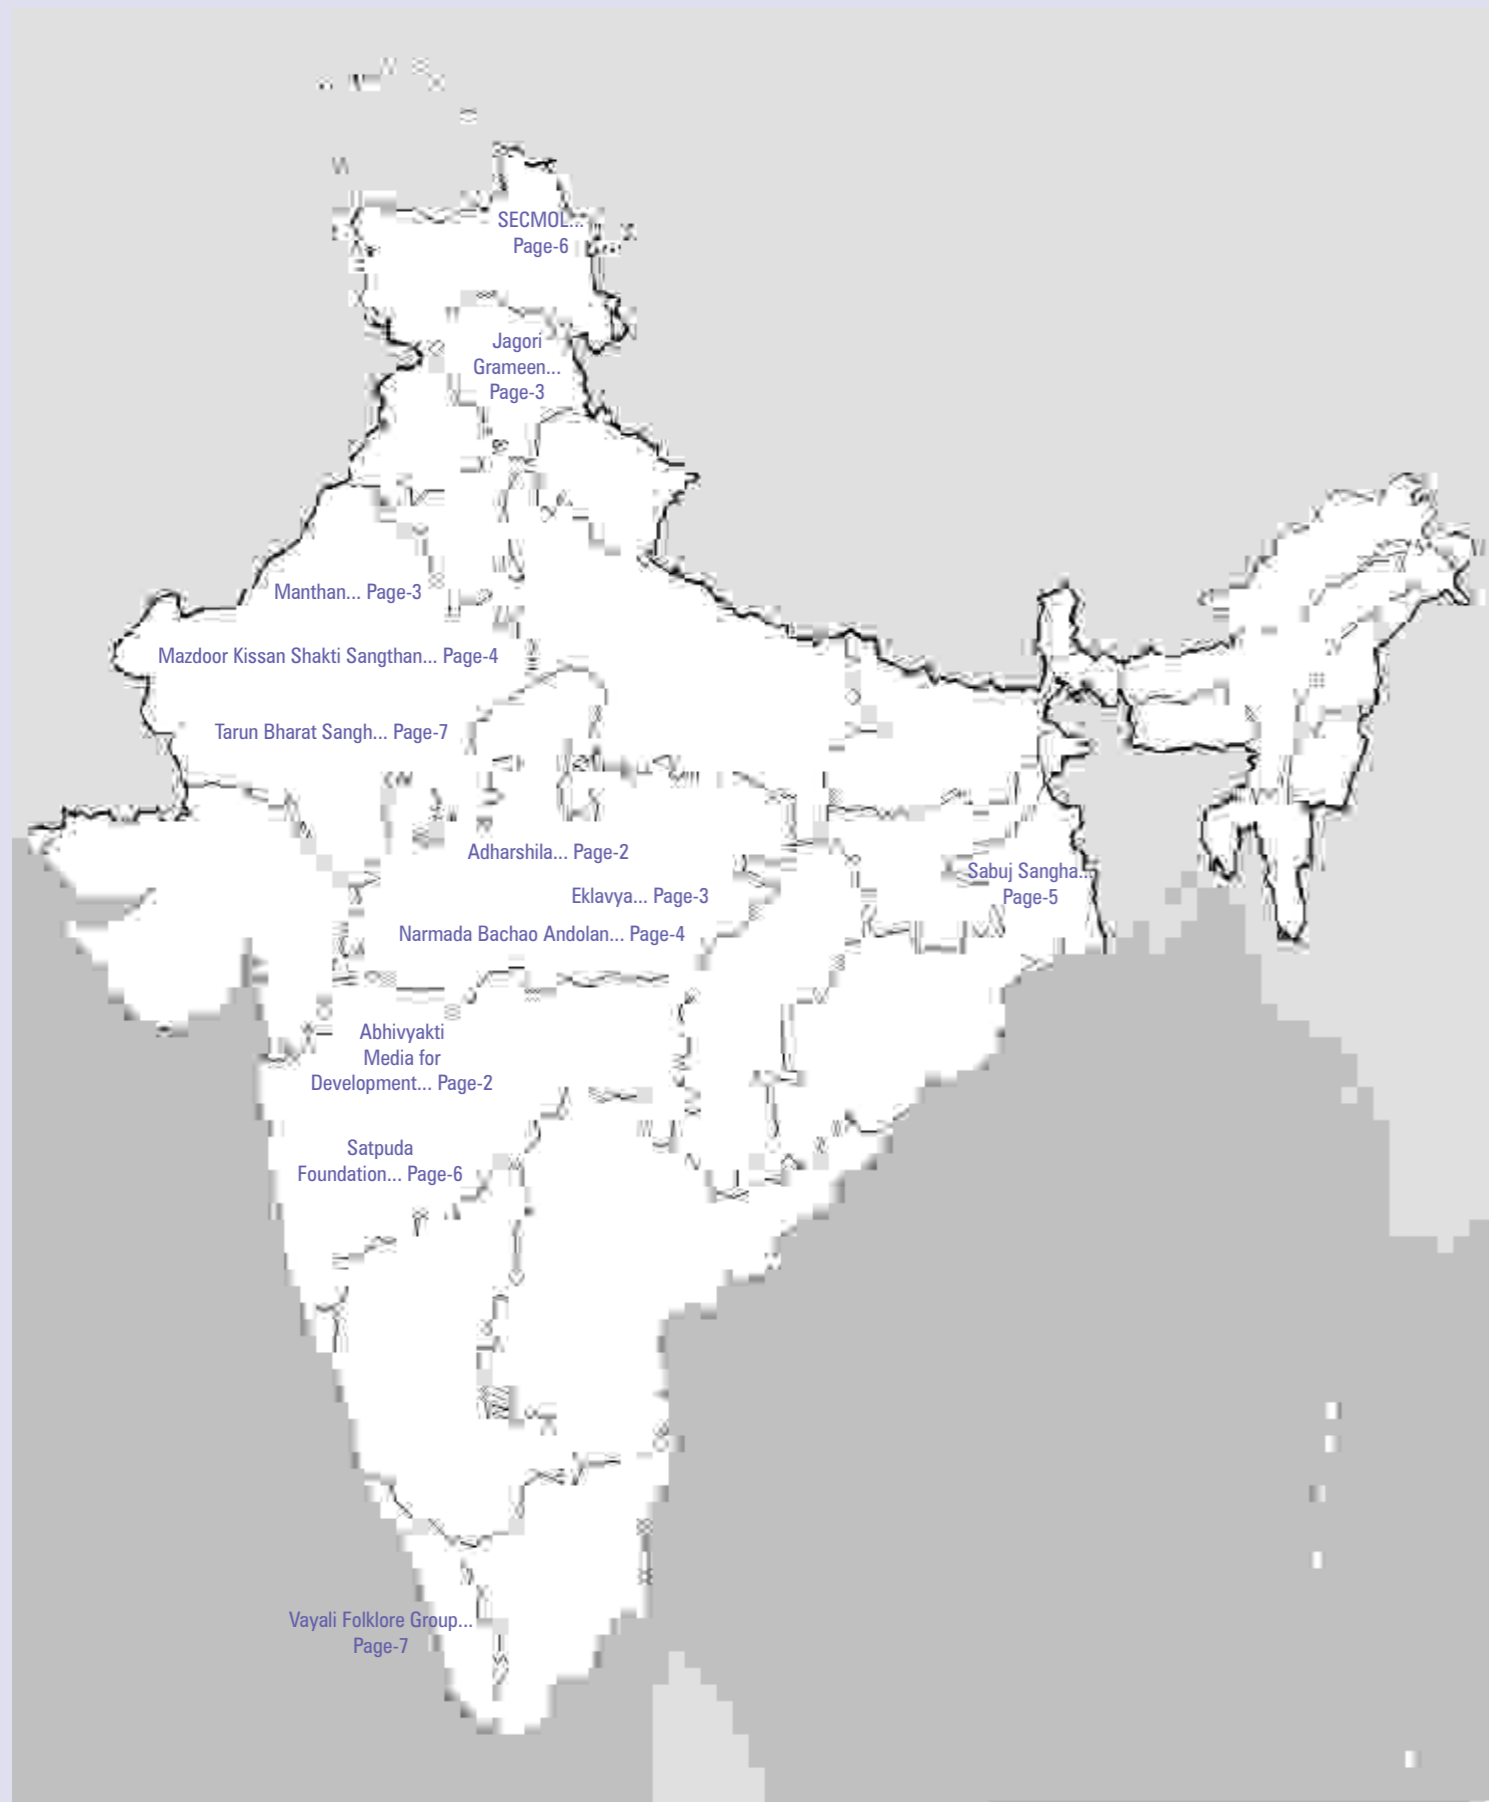 SECMOL...
Page-6
Jagori
Grameen...
Page-3
Manthan... Page-3
Mazdoor Kissan Shakti Sangthan... Page-4
Tarun Bharat Sangh... Page-7
Adharshila... Page-2
Eklavya... Page-3
Narmada Bachao Andolan... Page-4
Sabuj Sangha...
Page-5
Abhivyakti
Media for
Development... Page-2
Satpuda
Foundation... Page-6
Vayali Folklore Group...
Page-7